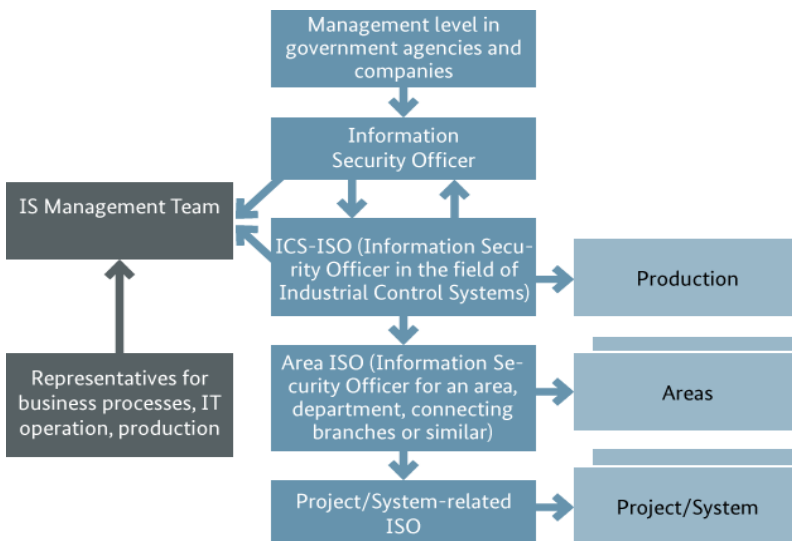 Management level in
government agencies and
companies
Information
Security Officer
IS Management Team
ICS-ISO (Information Secu-
rity Officer in the field of
Industrial Control Systems)
Production
Representatives for
business processes, IT
operation, production
Area ISO (Information Se-
curity Officer for an area,
department, connecting
branches or similar)
Areas
Project/System-related
ISO
Project/System